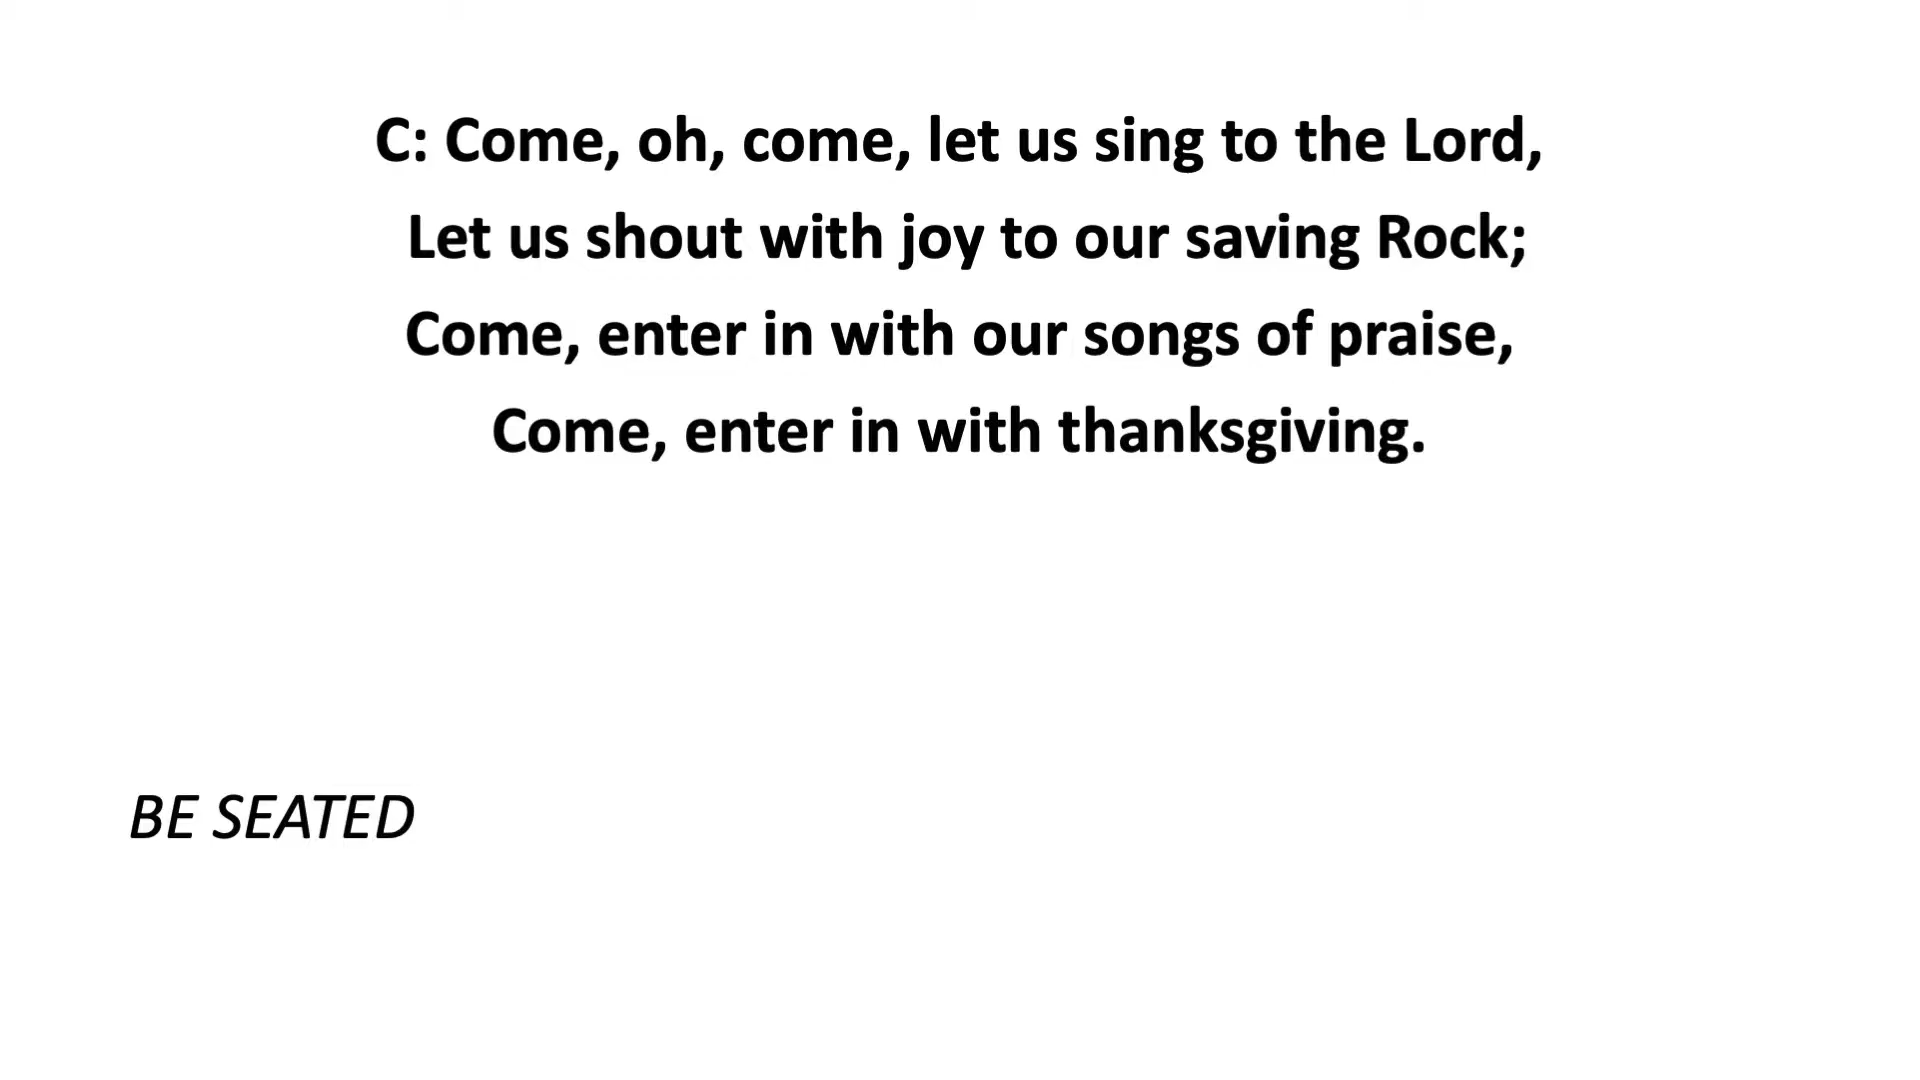 C: Come, oh, come, let us sing to the Lord,
Let us shout with joy to our saving Rock;
Come, enter in with our songs of praise,
Come, enter in with thanksgiving.
BE SEATED